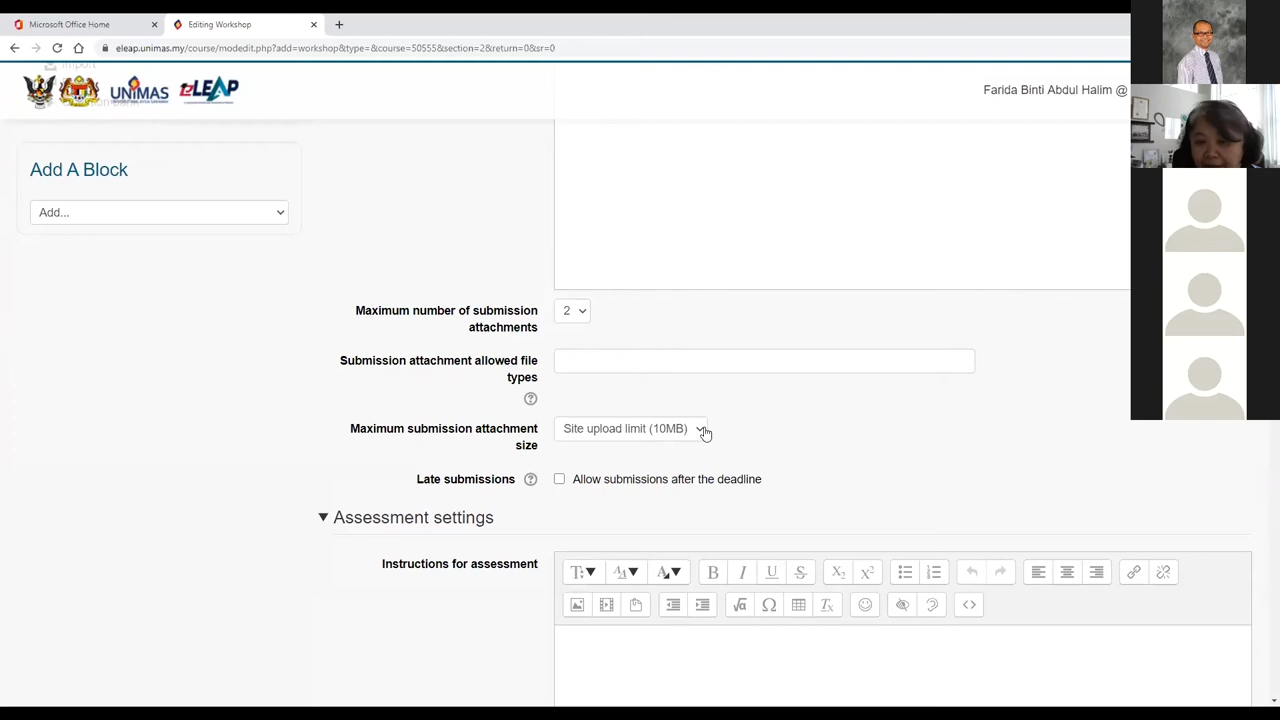 Microsoft Office Home
Editing Workshop
eleap.unimas.my/course/modedit.php?add=workshop&type=&course=50555&section=2&return=0&sr=0
Import
UNIMAS
eLEAP
Farida Binti Abdul Halim @
Add A Block
Add...
Maximum number of submission
attachments
2
Submission attachment allowed file
types
Maximum submission attachment
size
Site upload limit (10MB)
Late submissions
Allow submissions after the deadline
Assessment settings
Instructions for assessment